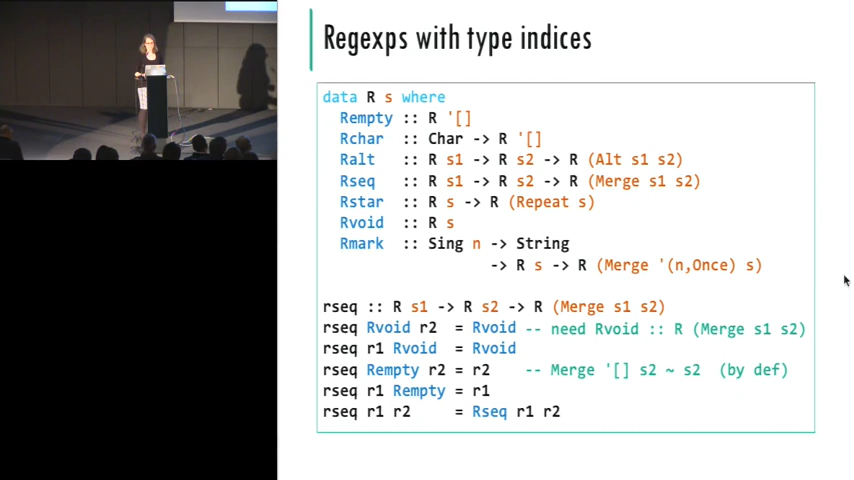 Regexps with type indices
data R s where
Rempty :: R '[]
Rchar :: Char -> R '[]
Ralt :: R s1 -> R s2 -> R (Alt s1 s2)
Rseq :: R s1 -> R s2 -> R (Merge s1 s2)
Rstar :: R s -> R (Repeat s)
Rvoid :: R s
Rmark :: Sing n -> String
-> R s -> R (Merge '(n,Once) s)
rseq :: R s1 -> R s2 -> R (Merge s1 s2)
rseq Rvoid r2 = Rvoid -- need Rvoid :: R (Merge s1 s2)
rseq r1 Rvoid = Rvoid
rseq Rempty r2 = r2 -- Merge '[] s2 ~ s2 (by def)
rseq r1 Rempty = r1
rseq r1 r2 = Rseq r1 r2